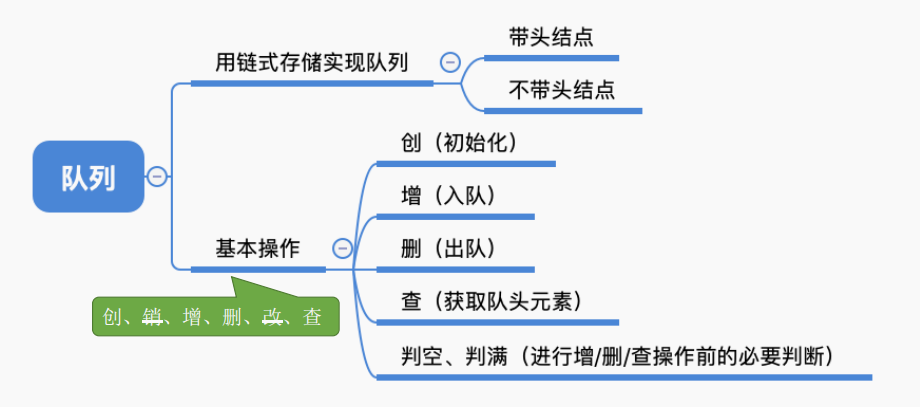 队列
用链式存储实现队列
带头结点
不带头结点
基本操作
创（初始化）
增（入队）
删（出队）
查（获取队头元素）
判空、判满（进行增/删/查操作前的必要判断）
创、销、增、删、改、查